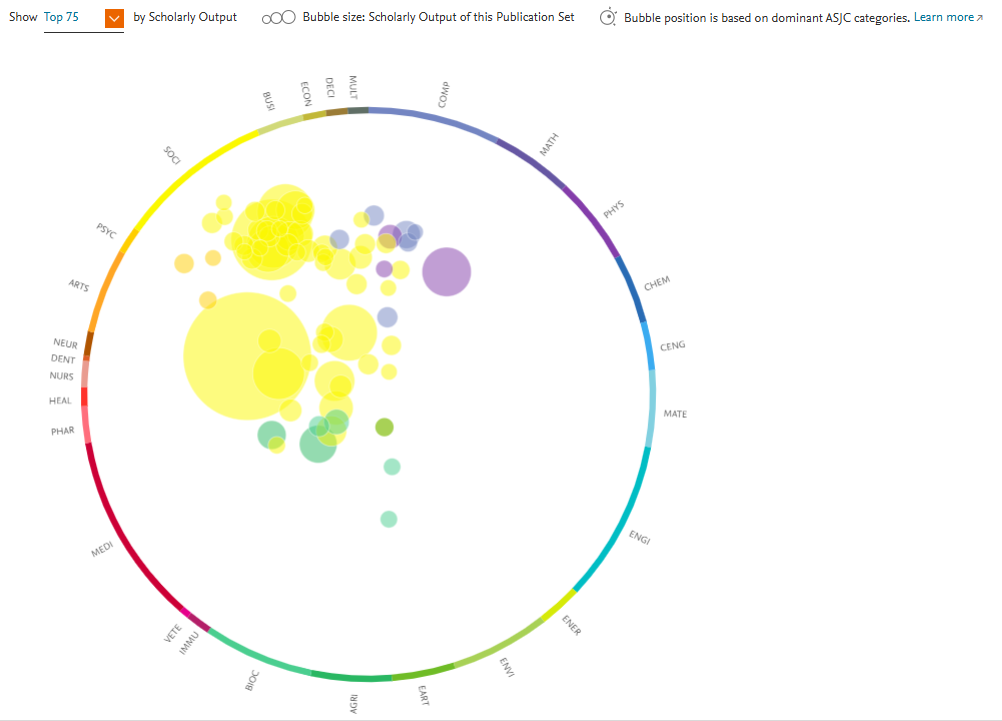 Show Top 75 by Scholarly Output Bubble size: Scholarly Output of this Publication Set Bubble position is based on dominant ASJC categories. Learn more
MULT
DECI
ECON
BUSI
COMP
MATH
SOCI
PHYS
PSYC
CHEM
ARTS
NEUR
CENG
DENT
NURS
HEAL
MATE
PHAR
ENGI
MEDI
ENER
VETE
IMMU
ENVI
BIOC
EART
AGRI